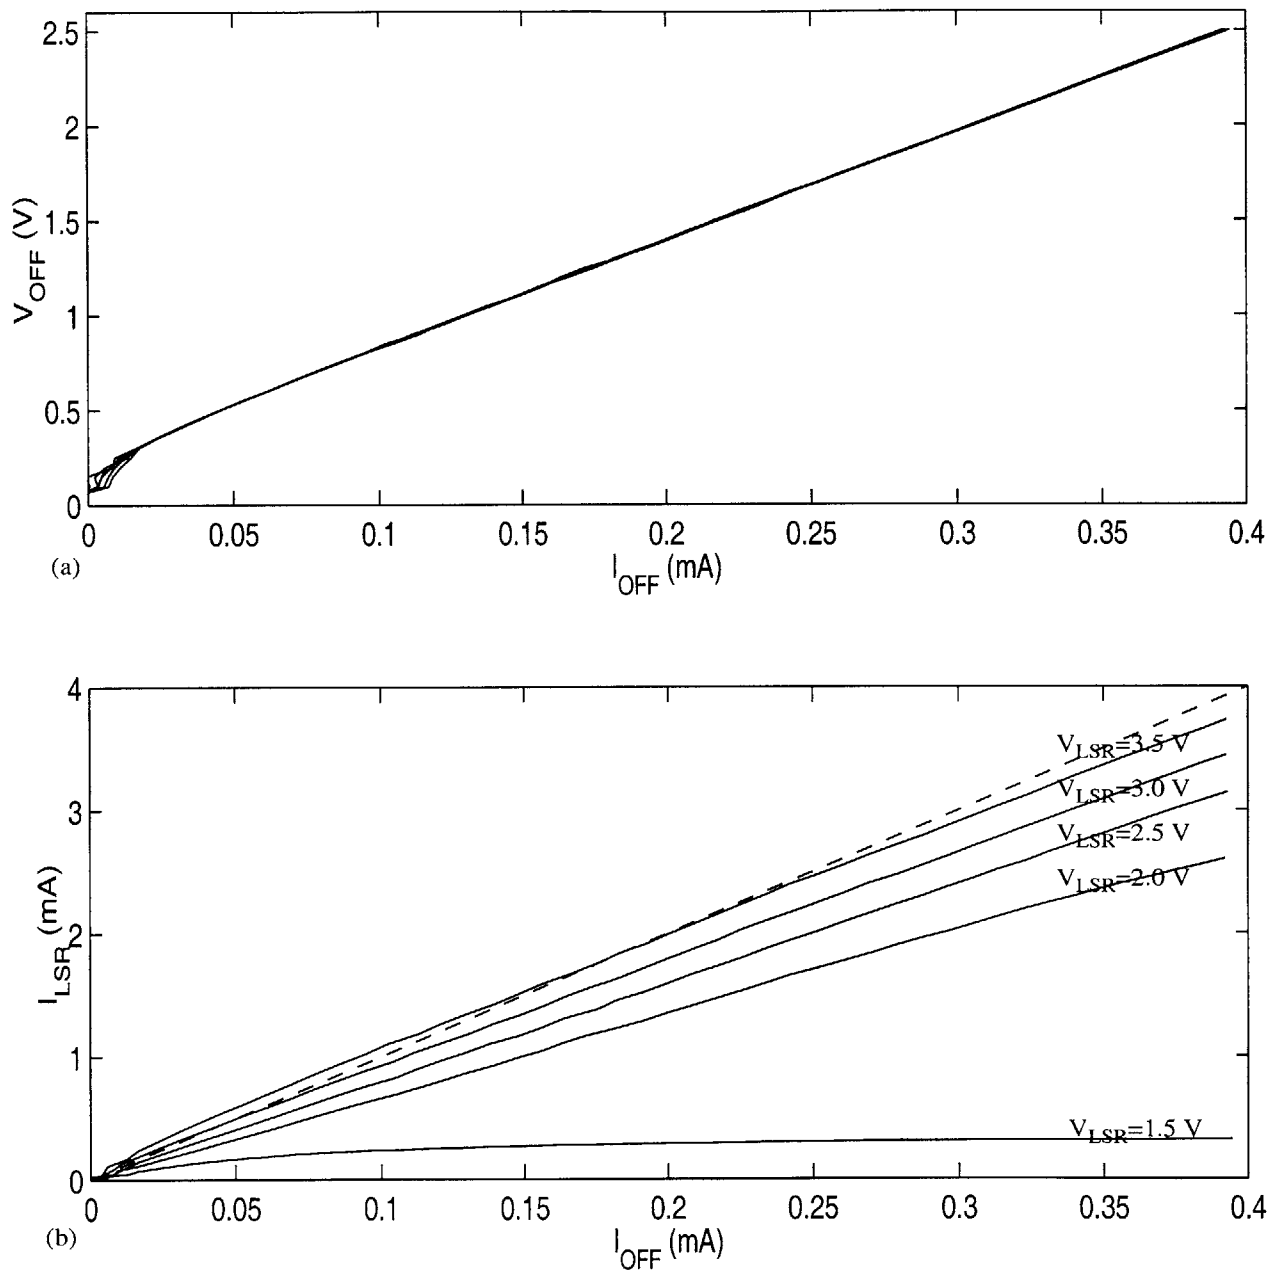 2.5
2
1.5
1
0.5
0
V_OFF (V)
0 0.05 0.1 0.15 0.2 0.25 0.3 0.35 0.4
(a)
I_OFF (mA)
4
3
2
1
0
I_LSR (mA)
V_LSR=3.5 V
V_LSR=3.0 V
V_LSR=2.5 V
V_LSR=2.0 V
V_LSR=1.5 V
0 0.05 0.1 0.15 0.2 0.25 0.3 0.35 0.4
(b)
I_OFF (mA)